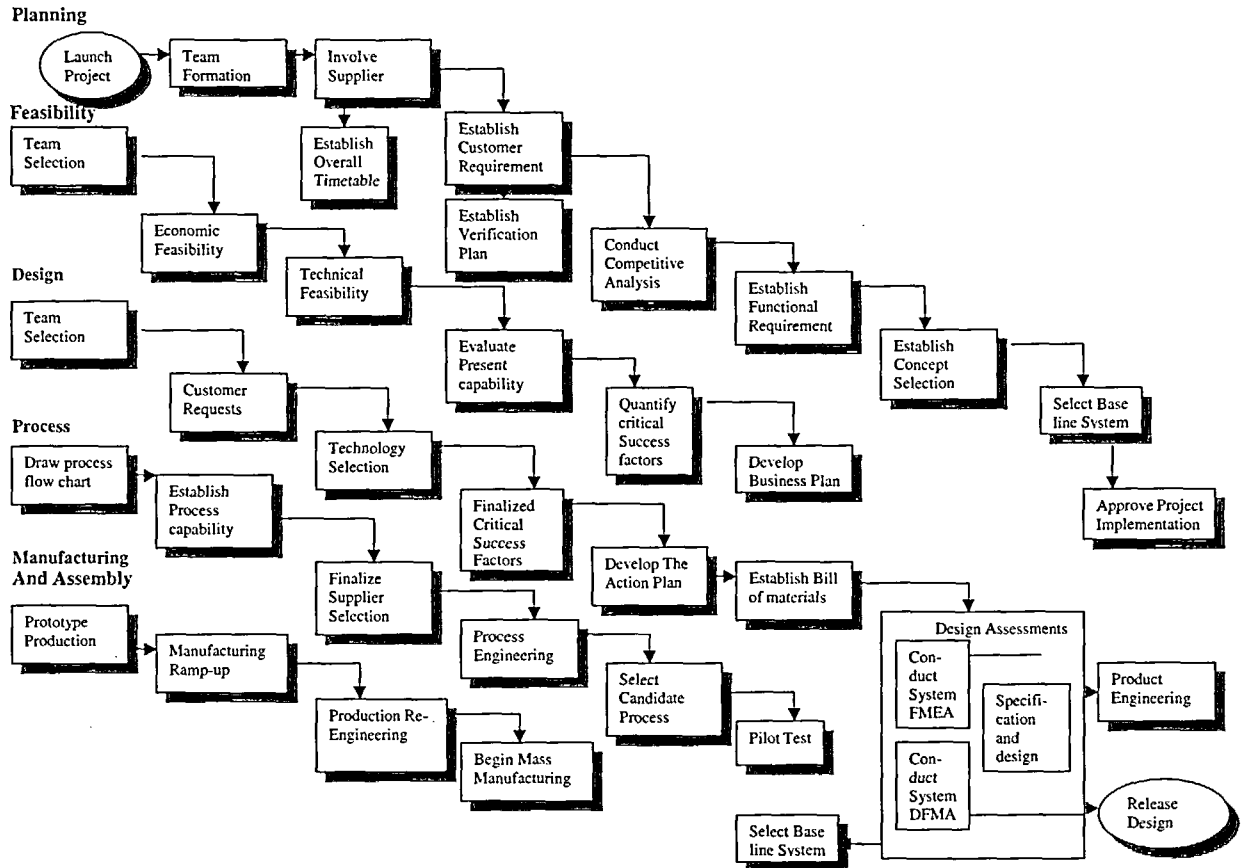 Planning
Launch
Project
Team
Formation
Involve
Supplier
Establish
Overall
Timetable
Establish
Customer
Requirement
Establish
Verification
Plan
Conduct
Competitive
Analysis
Establish
Functional
Requirement
Establish
Concept
Selection
Select Base
line System
Approve Project
Implementation
Feasibility
Team
Selection
Economic
Feasibility
Technical
Feasibility
Evaluate
Present
capability
Quantify
critical
Success
factors
Develop
Business Plan
Design
Team
Selection
Customer
Requests
Technology
Selection
Finalized
Critical
Success
Factors
Develop The
Action Plan
Establish Bill
of materials
Design Assessments
Con-
duct
System
FMEA
Specifi-
cation
and
design
Con-
duct
System
DFMA
Product
Engineering
Release
Design
Select Base
line System
Process
Draw process
flow chart
Establish
Process
capability
Finalize
Supplier
Selection
Process
Engineering
Select
Candidate
Process
Pilot Test
Manufacturing
And Assembly
Prototype
Production
Manufacturing
Ramp-up
Production Re-
Engineering
Begin Mass
Manufacturing